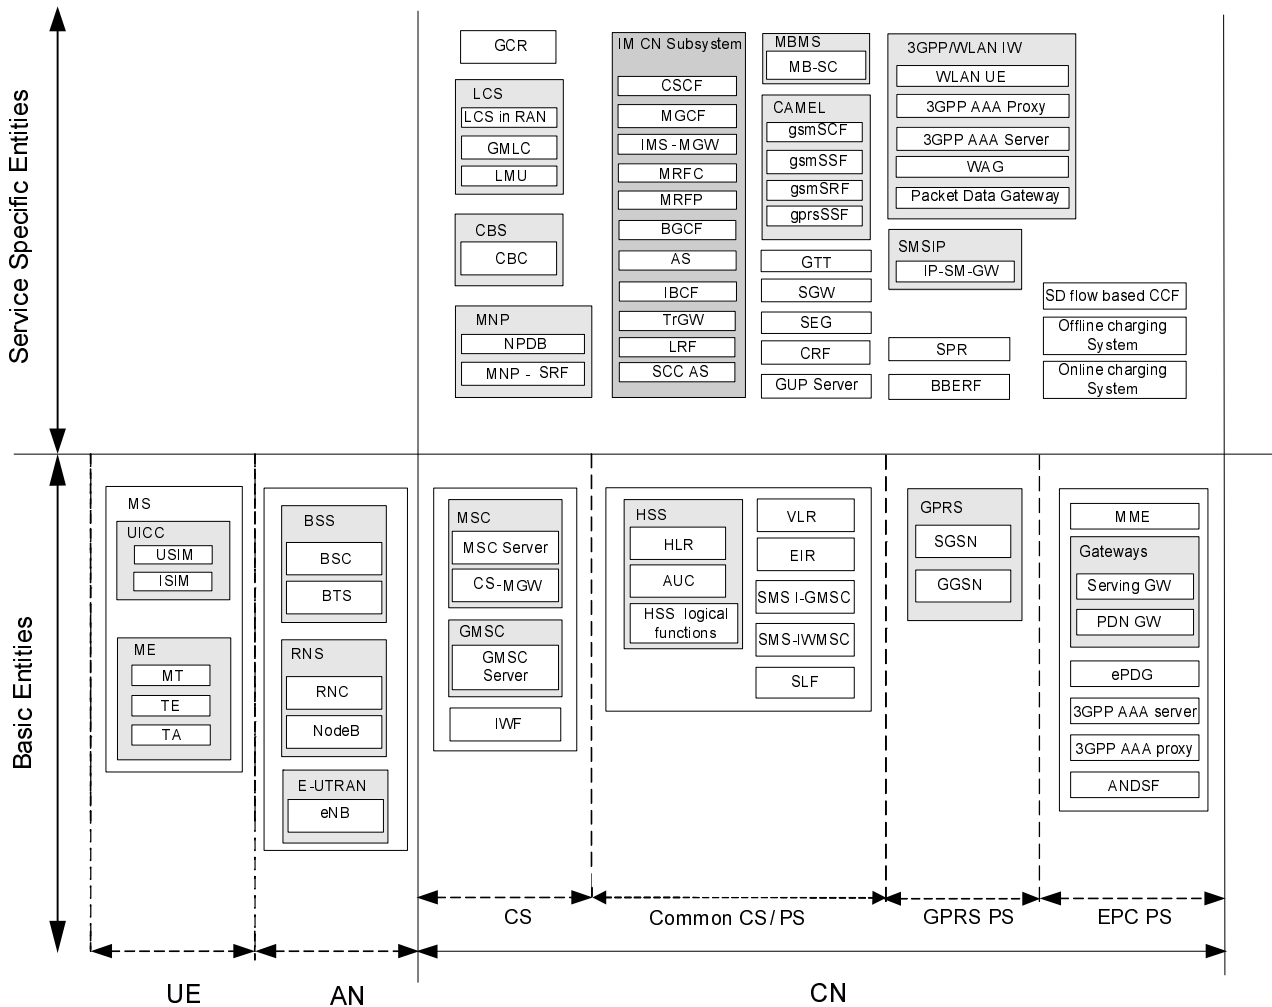 Service Specific Entities
GCR
LCS
LCS in RAN
GMLC
LMU
CBS
CBC
MNP
NPDB
MNP - SRF
IM CN Subsystem
CSCF
MGCF
IMS-MGW
MRFC
MRFP
BGCF
AS
IBCF
TrGW
LRF
SCC AS
MBMS
MB-SC
CAMEL
gsmSCF
gsmSSF
gsmSRF
gprsSSF
GTT
SGW
SEG
CRF
GUP Server
3GPP/WLAN IW
WLAN UE
3GPP AAA Proxy
3GPP AAA Server
WAG
Packet Data Gateway
SMSIP
IP-SM-GW
SPR
BBERF
SD flow based CCF
Offline charging
System
Online charging
System
Basic Entities
MS
UICC
USIM
ISIM
ME
MT
TE
TA
BSS
BSC
BTS
RNS
RNC
NodeB
E-UTRAN
eNB
MSC
MSC Server
CS-MGW
GMSC
GMSC
Server
IWF
HSS
HLR
AUC
HSS logical
functions
VLR
EIR
SMS I-GMSC
SMS-IWMSC
SLF
GPRS
SGSN
GGSN
MME
Gateways
Serving GW
PDN GW
ePDG
3GPP AAA server
3GPP AAA proxy
ANDSF
CS
Common CS/PS
GPRS PS
EPC PS
UE
AN
CN